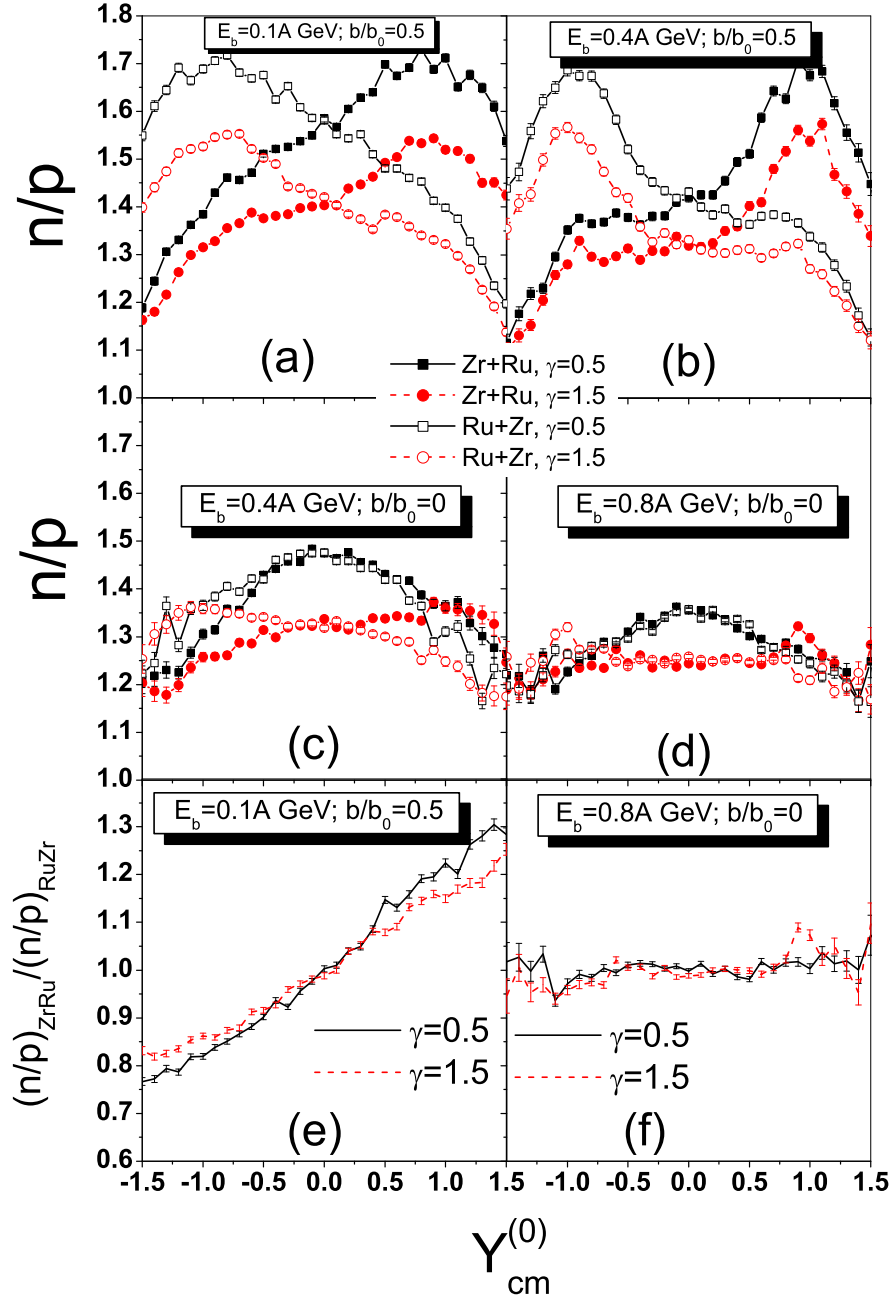 E_b=0.1A GeV; b/b_0=0.5
E_b=0.4A GeV; b/b_0=0.5
1.8
1.7
1.6
1.5
1.4
1.3
1.2
1.1
1.0
n/p
(a)
(b)
Zr+Ru, γ=0.5
Zr+Ru, γ=1.5
Ru+Zr, γ=0.5
Ru+Zr, γ=1.5
E_b=0.4A GeV; b/b_0=0
E_b=0.8A GeV; b/b_0=0
1.7
1.6
1.5
1.4
1.3
1.2
1.1
1.0
n/p
(c)
(d)
E_b=0.1A GeV; b/b_0=0.5
E_b=0.8A GeV; b/b_0=0
1.3
1.2
1.1
1.0
0.9
0.8
0.7
0.6
(n/p)_ZrRu/(n/p)_RuZr
γ=0.5
γ=1.5
γ=0.5
γ=1.5
(e)
(f)
-1.5 -1.0 -0.5 0.0 0.5 1.0 1.5 -1.0 -0.5 0.0 0.5 1.0 1.5
Y_cm^(0)